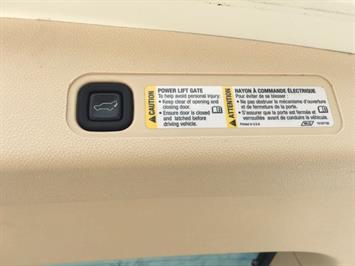 CAUTION
POWER LIFT GATE
To help avoid personal injury:
• Keep clear of opening and
closing door.
• Ensure door is closed
and latched before
driving vehicle.
ATTENTION
HAYON À COMMANDE ÉLECTRIQUE
Pour éviter de se blesser :
• Ne pas obstruer le mécanisme d'ouverture
et de fermeture de la porte.
• S'assurer que la porte est fermée et
verrouillée avant de conduire le véhicule.
Printed in U.S.A.